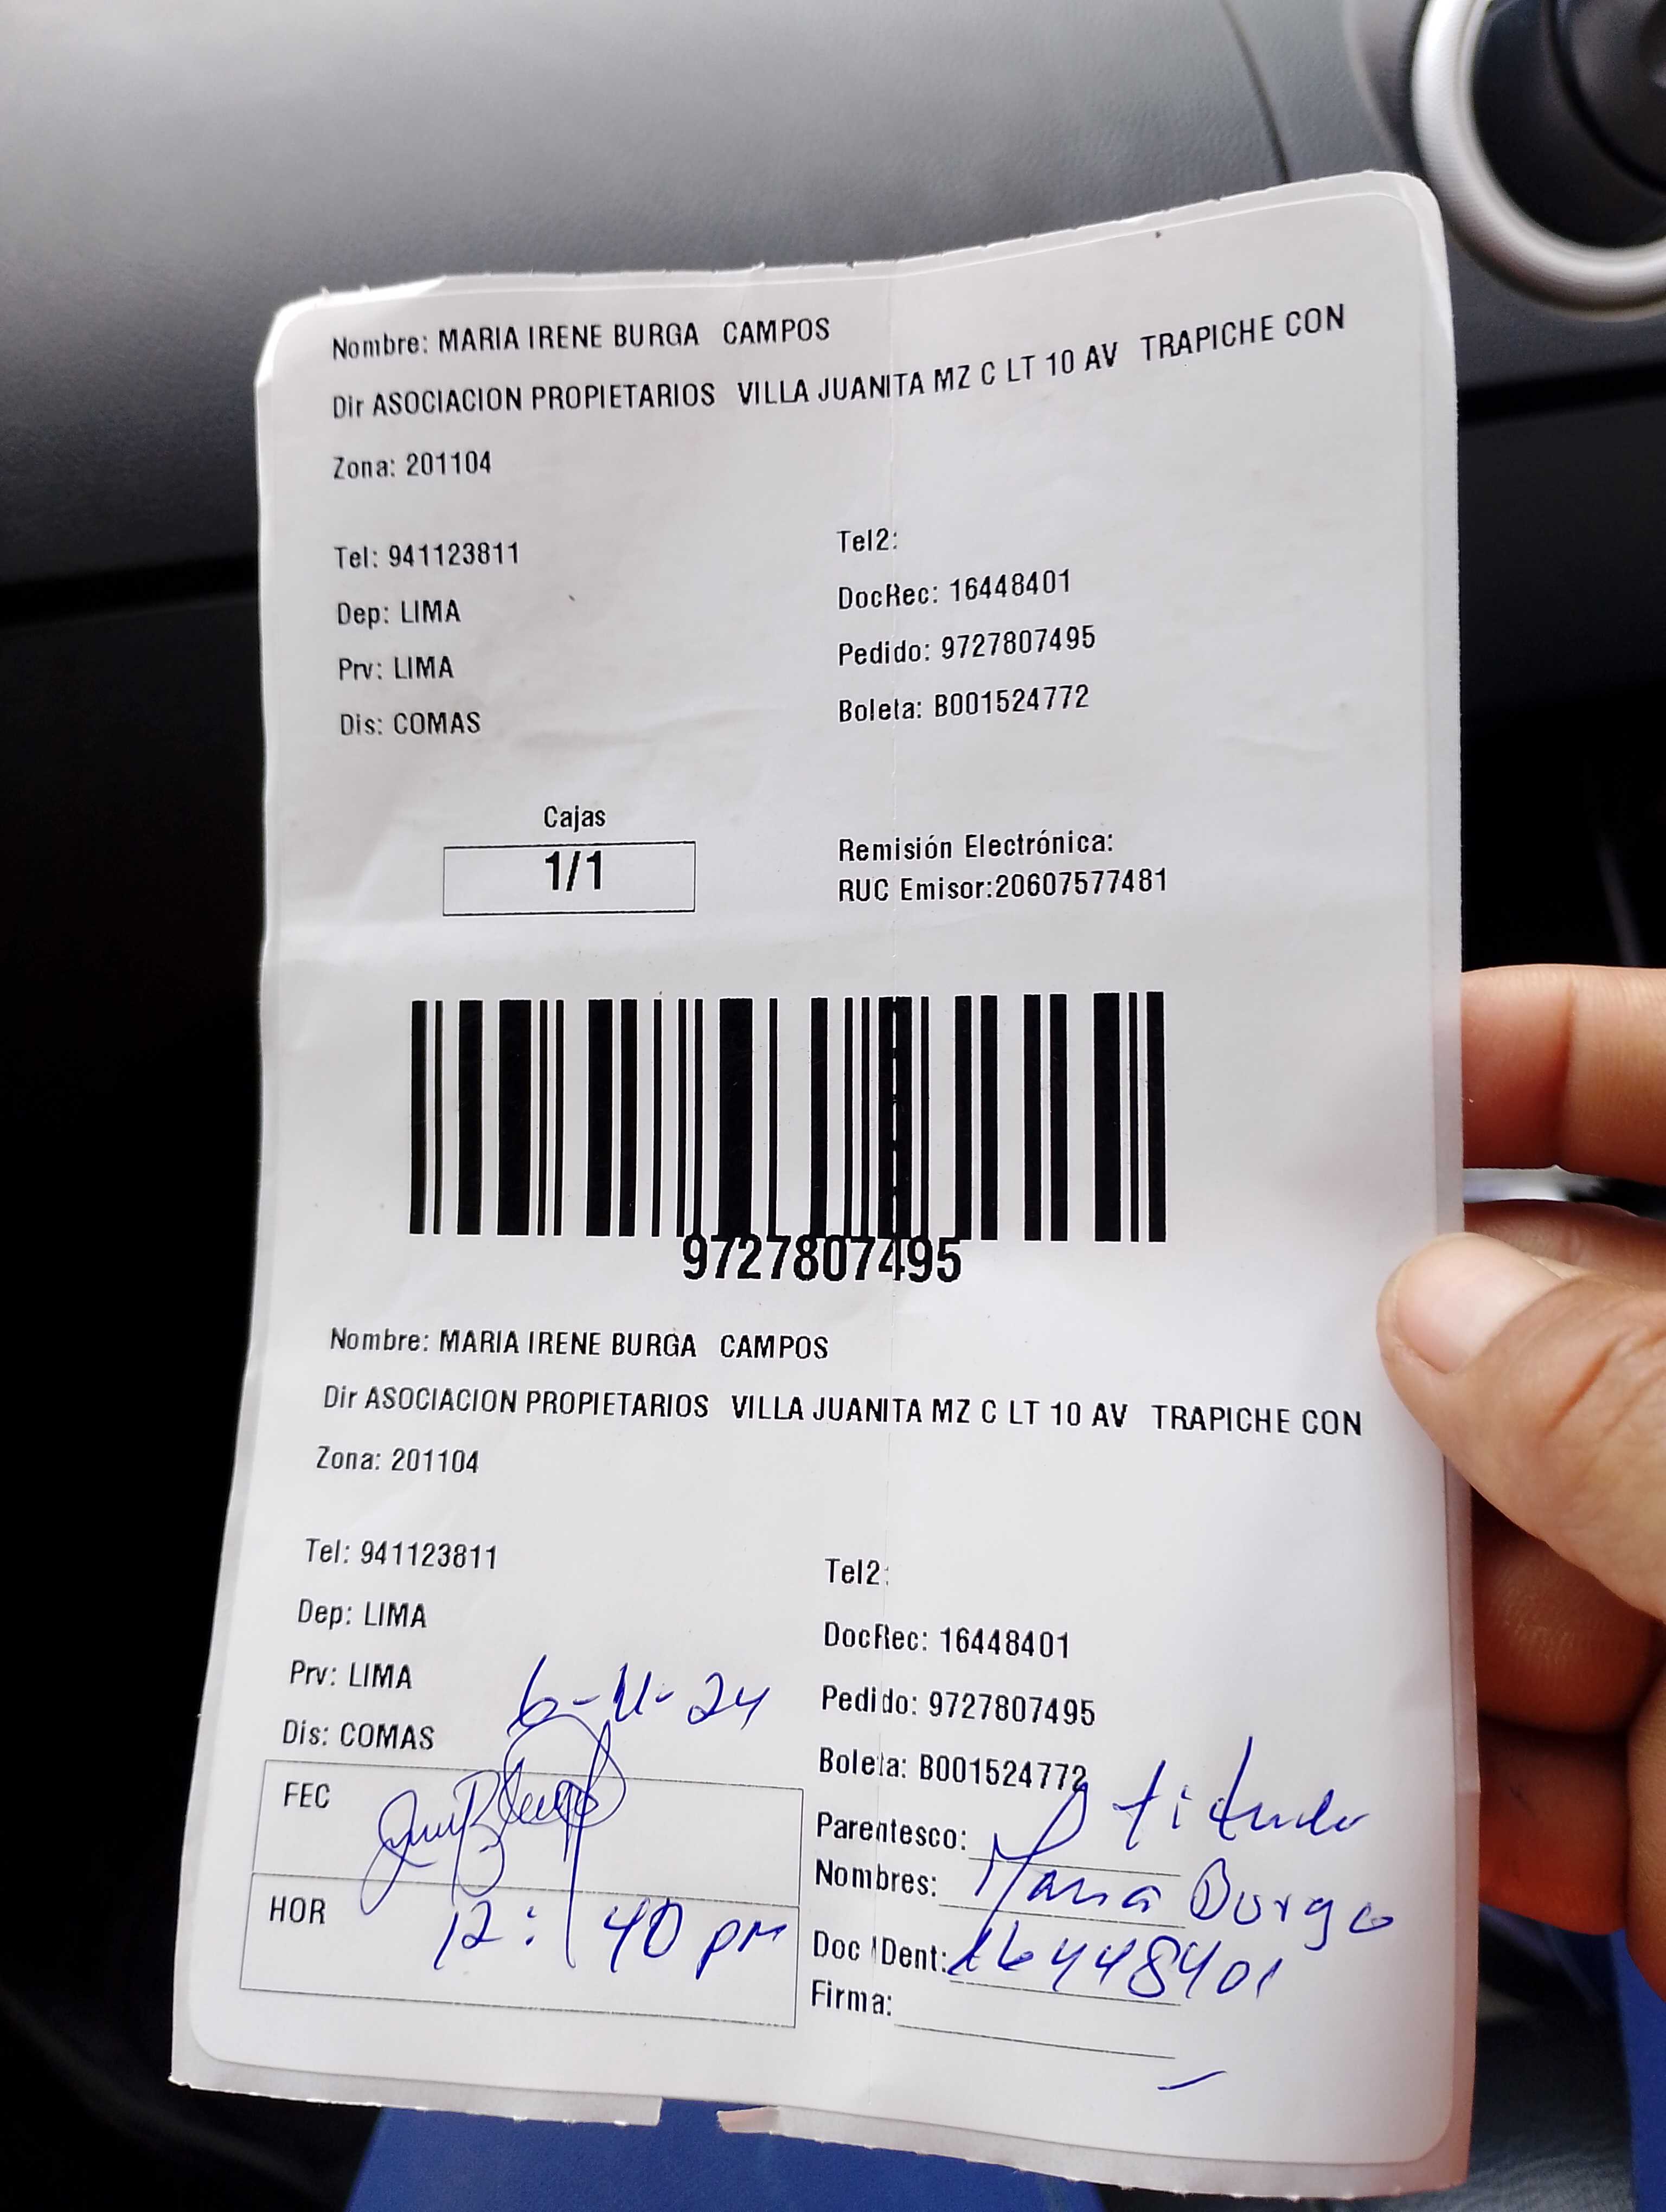 Nombre: MARIA IRENE BURGA CAMPOS
Dir ASOCIACION PROPIETARIOS VILLA JUANITA MZ C LT 10 AV TRAPICHE CON
Zona: 201104
Tel: 941123811
Tel2:
Dep: LIMA
DocRec: 16448401
Prv: LIMA
Pedido: 9727807495
Dis: COMAS
Boleta: B001524772
Cajas
1/1
Remisión Electrónica:
RUC Emisor:20607577481
9727807495
Nombre: MARIA IRENE BURGA CAMPOS
Dir ASOCIACION PROPIETARIOS VILLA JUANITA MZ C LT 10 AV TRAPICHE CON
Zona: 201104
Tel: 941123811
Tel2:
Dep: LIMA
DocRec: 16448401
Prv: LIMA
Pedido: 9727807495
Dis: COMAS
6-11-24
Boleta: B001524772
FEC
Parentesco: titular
Nombres: Maria Burga
HOR 12:40 pm
Doc IDent: 16448401
Firma: